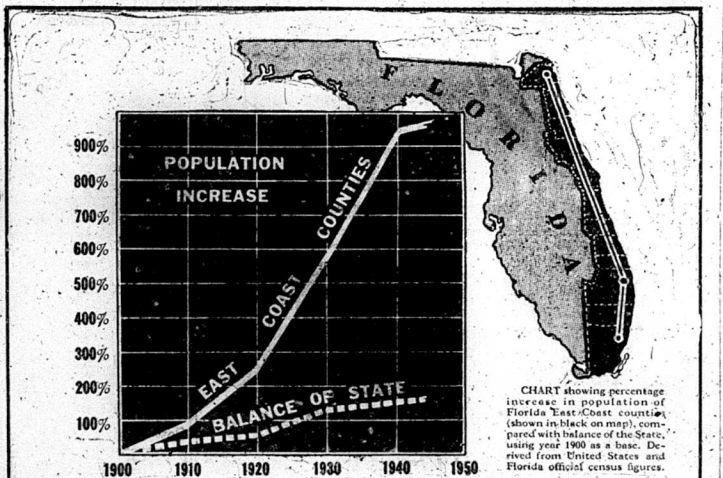 FLORIDA
POPULATION
INCREASE
EAST COAST COUNTIES
BALANCE OF STATE
900%
800%
700%
600%
500%
400%
300%
200%
100%
1900 1910 1920 1930 1940 1950
CHART showing percentage
increase in population of
Florida East Coast counties
(shown in black on map), com-
pared with balance of the State,
using year 1900 as a base. De-
rived from United States and
Florida official census figures.